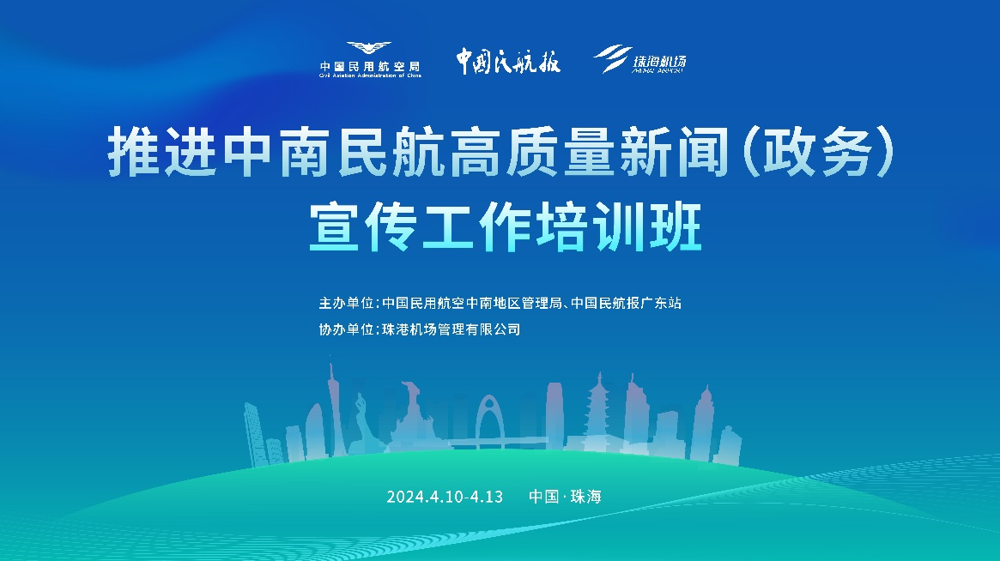 中国民用航空局
Civil Aviation Administration of China
中国民航报
珠海机场
ZHUHAI AIRPORT
推进中南民航高质量新闻（政务）
宣传工作培训班
主办单位：中国民用航空中南地区管理局、中国民航报广东站
协办单位：珠港机场管理有限公司
2024.4.10-4.13 中国·珠海